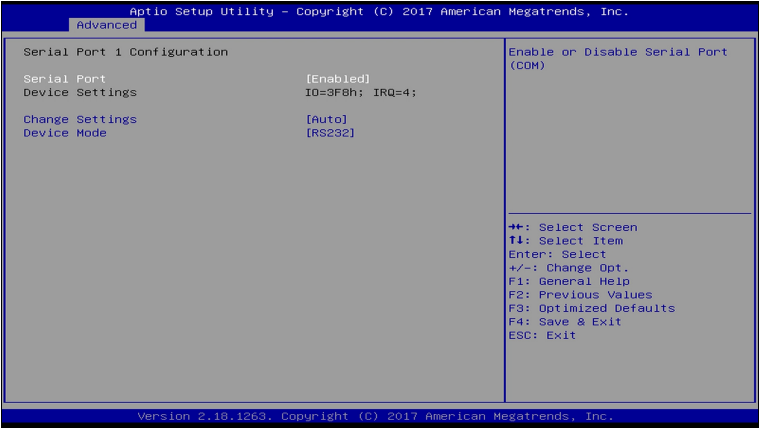 Aptio Setup Utility – Copyright (C) 2017 American Megatrends, Inc.
Advanced
Serial Port 1 Configuration
Serial Port [Enabled]
Device Settings IO=3F8h; IRQ=4;
Change Settings [Auto]
Device Mode [RS232]
Enable or Disable Serial Port
(COM)
→←: Select Screen
↑↓: Select Item
Enter: Select
+/-: Change Opt.
F1: General Help
F2: Previous Values
F3: Optimized Defaults
F4: Save & Exit
ESC: Exit
Version 2.18.1263. Copyright (C) 2017 American Megatrends, Inc.